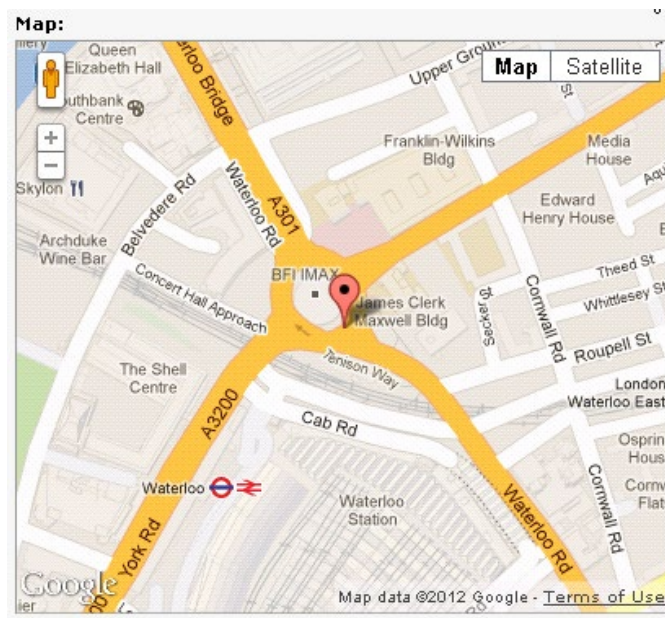 Map:
Queen
Elizabeth Hall
Waterloo Bridge
Upper Ground
Map
Satellite
St
Southbank
Centre
Franklin-Wilkins
Bldg
Media
House
Skylon
Belvedere Rd
Waterloo Rd
A301
Edward
Henry House
Archduke
Wine Bar
Concert Hall Approach
BFI IMAX
James Clerk
Maxwell Bldg
Secker St
Cornwall Rd
Theed St
Whittlesey St
Roupell St
The Shell
Centre
Tenison Way
London
Waterloo East
A3200
Cab Rd
Waterloo
Waterloo
Station
York Rd
Waterloo Rd
Cornwall Rd
Google
Map data ©2012 Google - Terms of Use